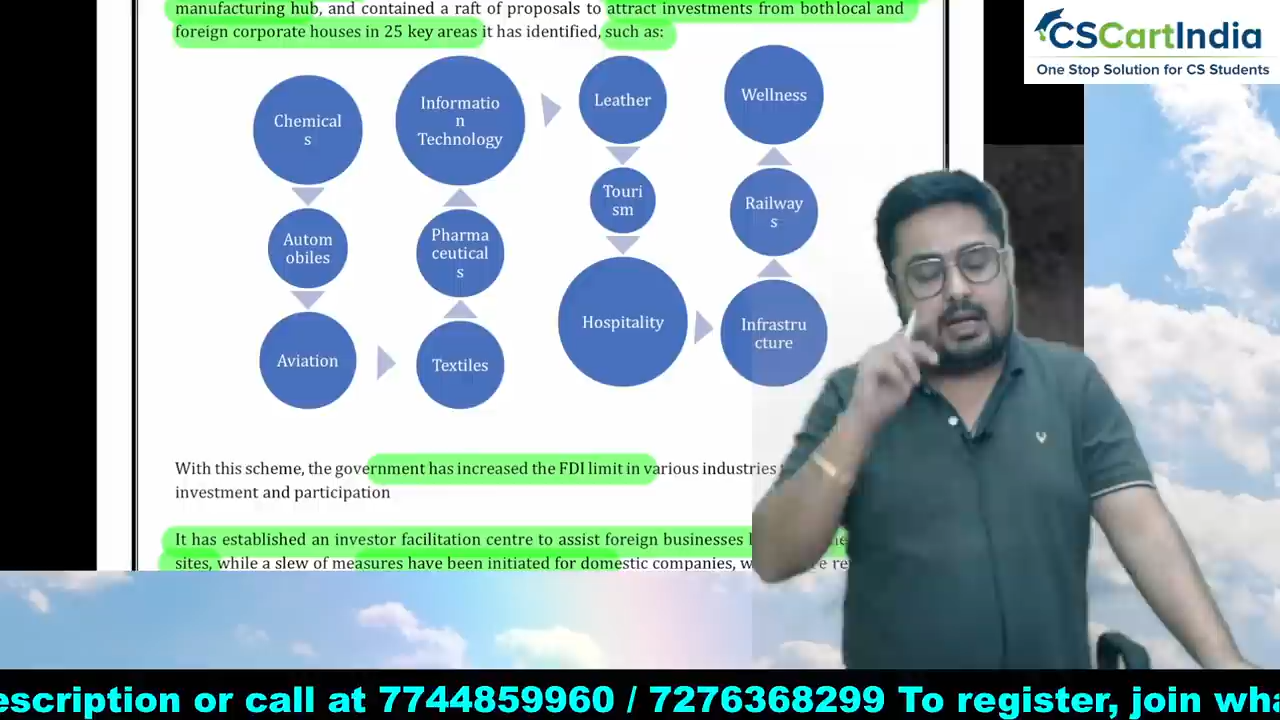 manufacturing hub, and contained a raft of proposals to attract investments from bothlocal and
foreign corporate houses in 25 key areas it has identified, such as:
CSCartIndia
One Stop Solution for CS Students
Chemical
s
Autom
obiles
Aviation
Textiles
Pharma
ceutical
s
Informatio
n
Technology
Leather
Touri
sm
Hospitality
Infrastru
cture
Railway
s
Wellness
With this scheme, the government has increased the FDI limit in various industries
investment and participation
It has established an investor facilitation centre to assist foreign businesses
sites, while a slew of measures have been initiated for domestic companies,
escription or call at 7744859960 / 7276368299 To register, join wha